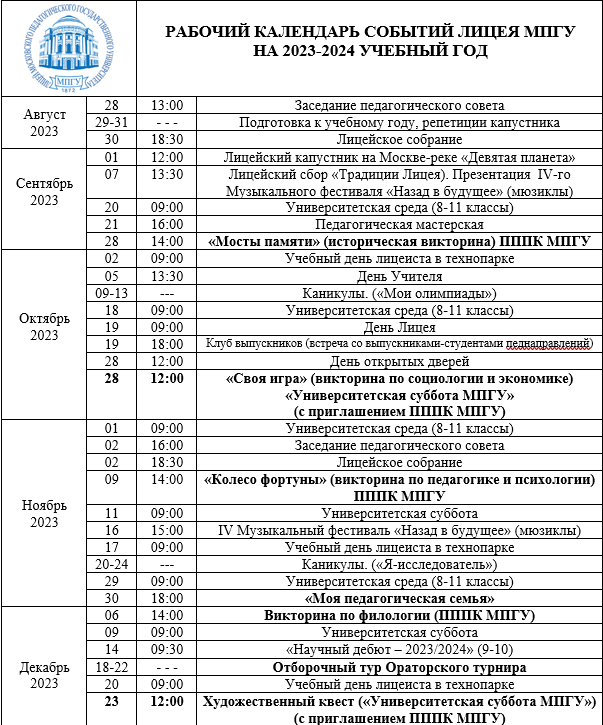 ЛИЦЕЙ МОСКОВСКОГО ПЕДАГОГИЧЕСКОГО ГОСУДАРСТВЕННОГО УНИВЕРСИТЕТА
МПГУ
1872
РАБОЧИЙ КАЛЕНДАРЬ СОБЫТИЙ ЛИЦЕЯ МПГУ
НА 2023-2024 УЧЕБНЫЙ ГОД
Август
2023
28 13:00 Заседание педагогического совета
29-31 - - - Подготовка к учебному году, репетиции капустника
30 18:30 Лицейское собрание
Сентябрь
2023
01 12:00 Лицейский капустник на Москве-реке «Девятая планета»
07 13:30 Лицейский сбор «Традиции Лицея). Презентация IV-го
Музыкального фестиваля «Назад в будущее» (мюзиклы)
20 09:00 Университетская среда (8-11 классы)
21 16:00 Педагогическая мастерская
28 14:00 «Мосты памяти» (историческая викторина) ПППК МПГУ
Октябрь
2023
02 09:00 Учебный день лицеиста в технопарке
05 13:30 День Учителя
09-13 --- Каникулы. («Мои олимпиады»)
18 09:00 Университетская среда (8-11 классы)
19 09:00 День Лицея
19 18:00 Клуб выпускников (встреча со выпускниками-студентами педнаправлений)
28 12:00 День открытых дверей
28 12:00 «Своя игра» (викторина по социологии и экономике)
«Университетская суббота МПГУ»
(с приглашением ПППК МПГУ)
Ноябрь
2023
01 09:00 Университетская среда (8-11 классы)
02 16:00 Заседание педагогического совета
02 18:30 Лицейское собрание
09 14:00 «Колесо фортуны» (викторина по педагогике и психологии)
ПППК МПГУ
11 09:00 Университетская суббота
16 15:00 IV Музыкальный фестиваль «Назад в будущее» (мюзиклы)
17 09:00 Учебный день лицеиста в технопарке
20-24 --- Каникулы. («Я-исследователь»)
29 09:00 Университетская среда (8-11 классы)
30 18:00 «Моя педагогическая семья»
Декабрь
2023
06 14:00 Викторина по филологии (ПППК МПГУ)
09 09:00 Университетская суббота
14 09:30 «Научный дебют – 2023/2024» (9-10)
18-22 - - - Отборочный тур Ораторского турнира
20 09:00 Учебный день лицеиста в технопарке
23 12:00 Художественный квест («Университетская суббота МПГУ»)
(с приглашением ПППК МПГУ)